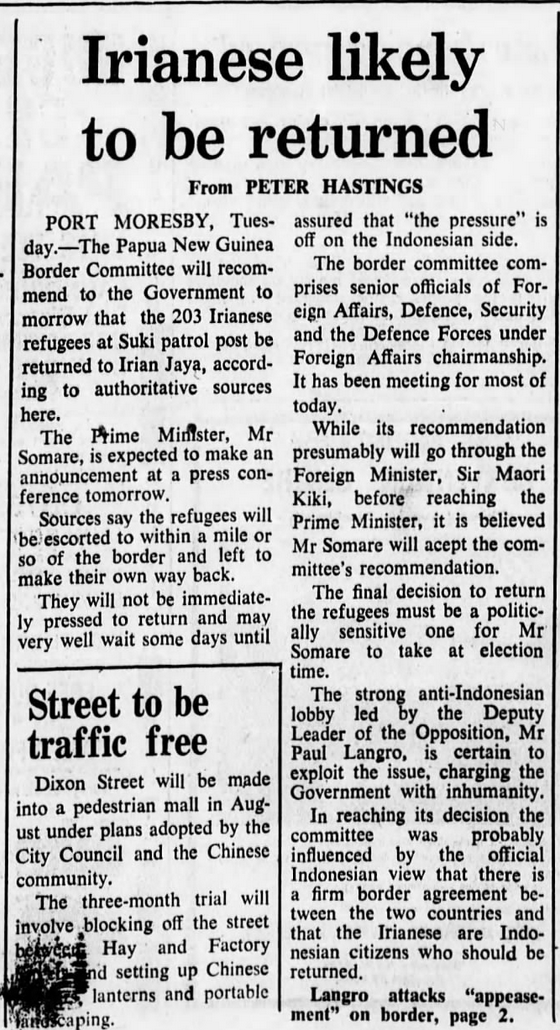 Irianese likely
to be returned
From PETER HASTINGS
PORT MORESBY, Tues-
day.—The Papua New Guinea
Border Committee will recom-
mend to the Government to
morrow that the 203 Irianese
refugees at Suki patrol post be
returned to Irian Jaya, accord-
ing to authoritative sources
here.
The Prime Minister, Mr
Somare, is expected to make an
announcement at a press con-
ference tomorrow.
Sources say the refugees will
be escorted to within a mile or
so of the border and left to
make their own way back.
They will not be immediate-
ly pressed to return and may
very well wait some days until
assured that "the pressure" is
off on the Indonesian side.
The border committee com-
prises senior officials of For-
eign Affairs, Defence, Security
and the Defence Forces under
Foreign Affairs chairmanship.
It has been meeting for most of
today.
While its recommendation
presumably will go through the
Foreign Minister, Sir Maori
Kiki, before reaching the
Prime Minister, it is believed
Mr Somare will acept the com-
mittee's recommendation.
The final decision to return
the refugees must be a politic-
ally sensitive one for Mr
Somare to take at election
time.
The strong anti-Indonesian
lobby led by the Deputy
Leader of the Opposition, Mr
Paul Langro, is certain to
exploit the issue, charging the
Government with inhumanity.
In reaching its decision the
committee was probably
influenced by the official
Indonesian view that there is
a firm border agreement be-
tween the two countries and
that the Irianese are Indo-
nesian citizens who should be
returned.
Langro attacks "appease-
ment" on border, page 2.
Street to be
traffic free
Dixon Street will be made
into a pedestrian mall in Aug-
ust under plans adopted by the
City Council and the Chinese
community.
The three-month trial will
involve blocking off the street
between Hay and Factory
and setting up Chinese
lanterns and portable
landscaping.